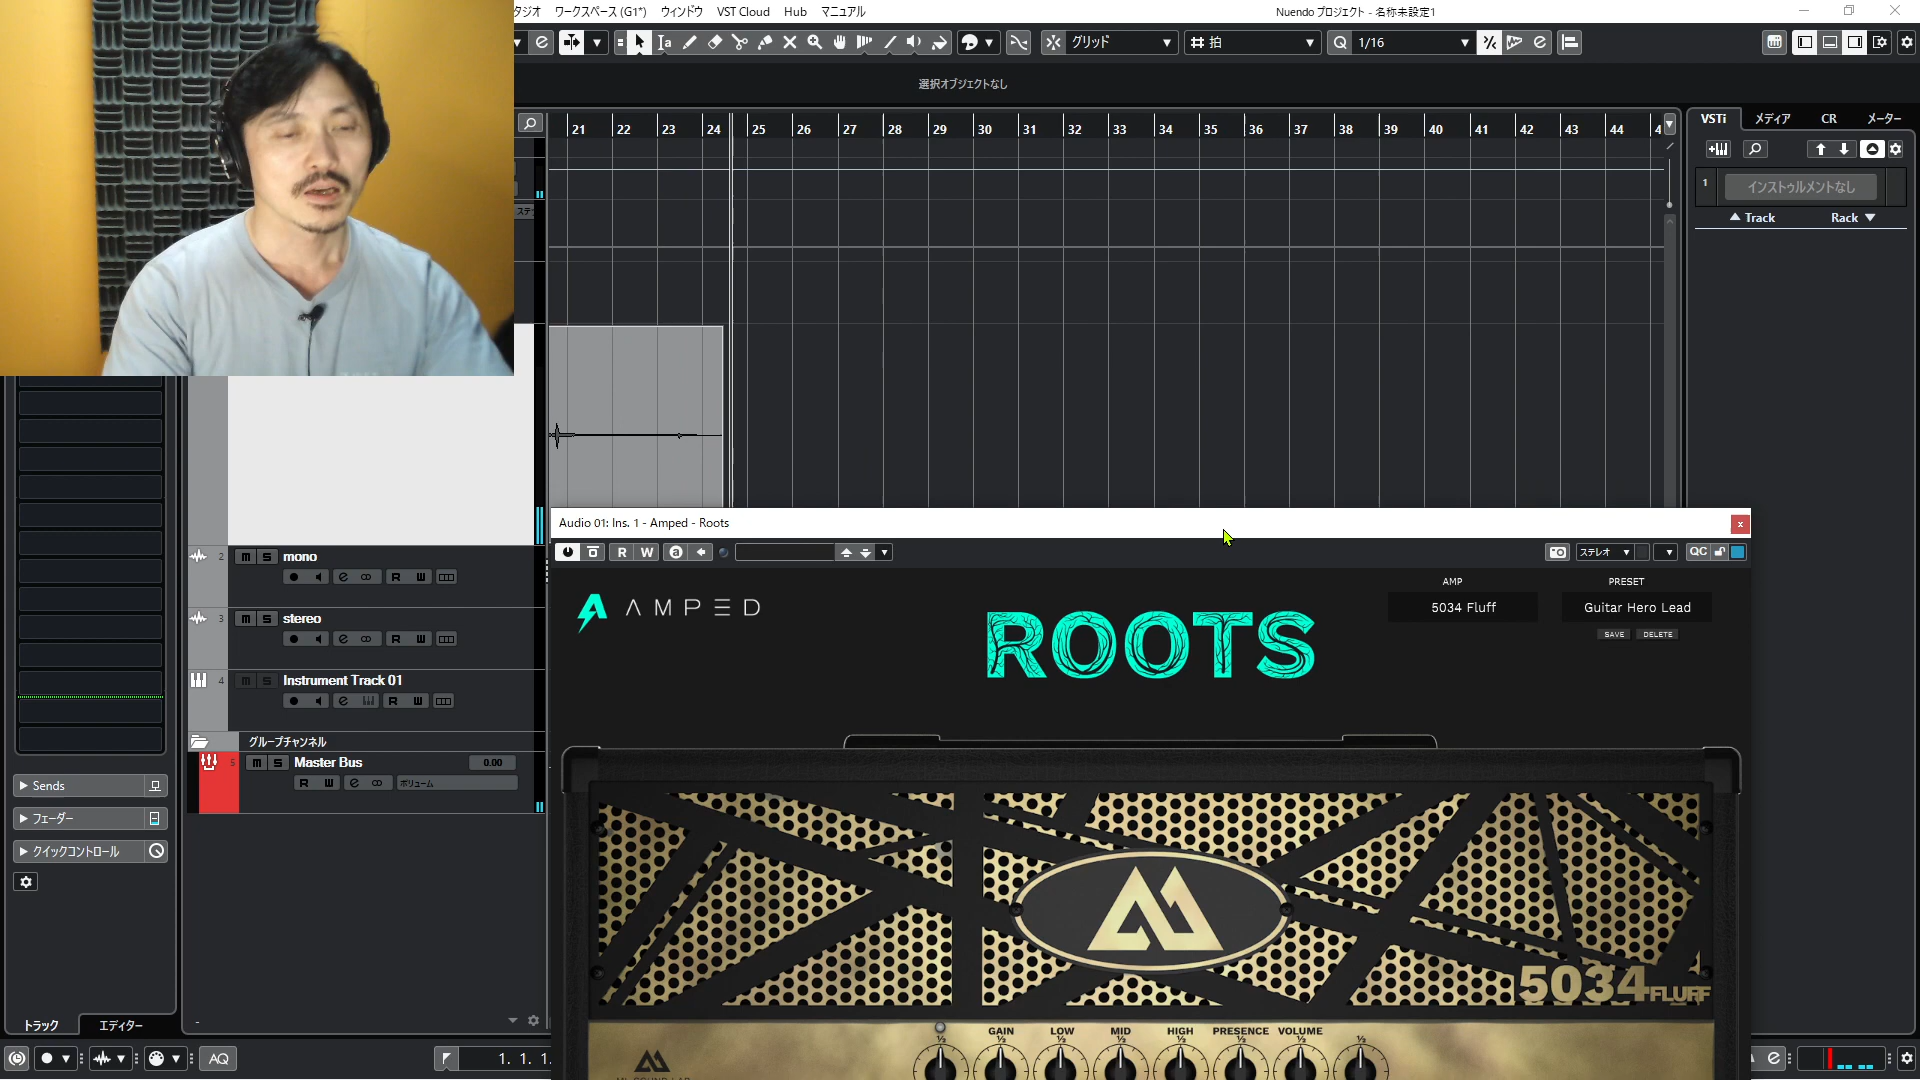 タジオ ワークスペース (G1*) ウィンドウ VST Cloud Hub マニュアル
Nuendo プロジェクト - 名称未設定1
グリッド
拍
Q 1/16
選択オブジェクトなし
21 22 23 24 25 26 27 28 29 30 31 32 33 34 35 36 37 38 39 40 41 42 43 44 4
VSTi メディア CR メーター
1 インストゥルメントなし
Track Rack
Audio 01: Ins. 1 - Amped - Roots
R W
ステレオ
QC
AMPED
ROOTS
AMP
5034 Fluff
PRESET
Guitar Hero Lead
SAVE DELETE
5034FLUFF
GAIN LOW MID HIGH PRESENCE VOLUME
2 m S mono
R W
3 m S stereo
R W
4 m S Instrument Track 01
R W
グループチャンネル
5 m S Master Bus 0.00
R W ボリューム
Sends
フェーダー
クイックコントロール
トラック エディター
AQ
1. 1. 1.